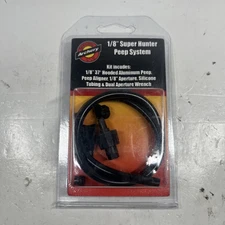 Archery
1/8" Super Hunter
Peep System
Kit Includes:
1/8" 37° Hooded Aluminum Peep,
Peep Aligner, 1/8" Aperture, Silicone
Tubing & Dual Aperture Wrench